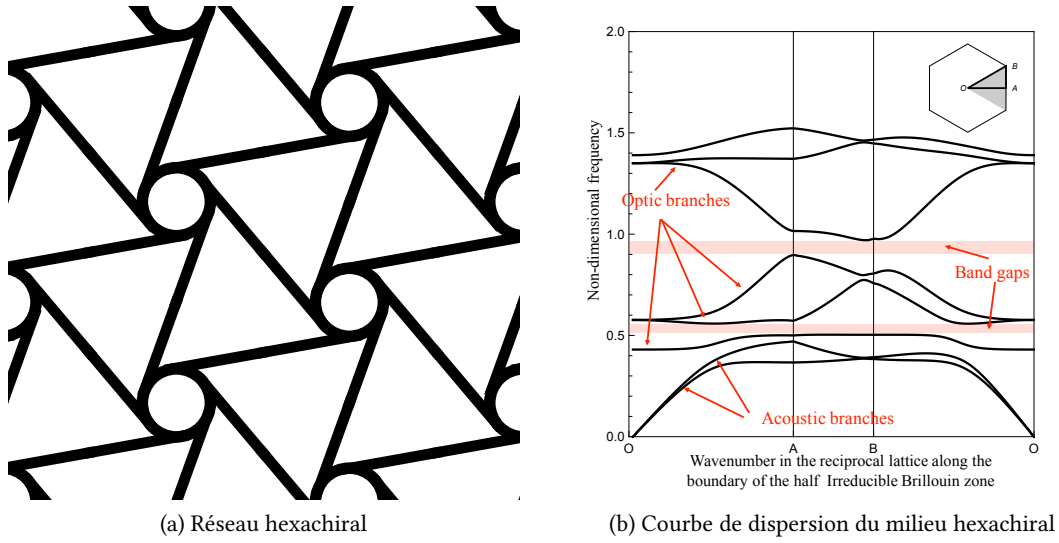 2.0
1.5
1.0
0.5
0.0
Non-dimensional frequency
B
O
A
Optic branches
Band gaps
Acoustic branches
O
A
B
O
Wavenumber in the reciprocal lattice along the
boundary of the half Irreducible Brillouin zone
(a) Réseau hexachiral
(b) Courbe de dispersion du milieu hexachiral